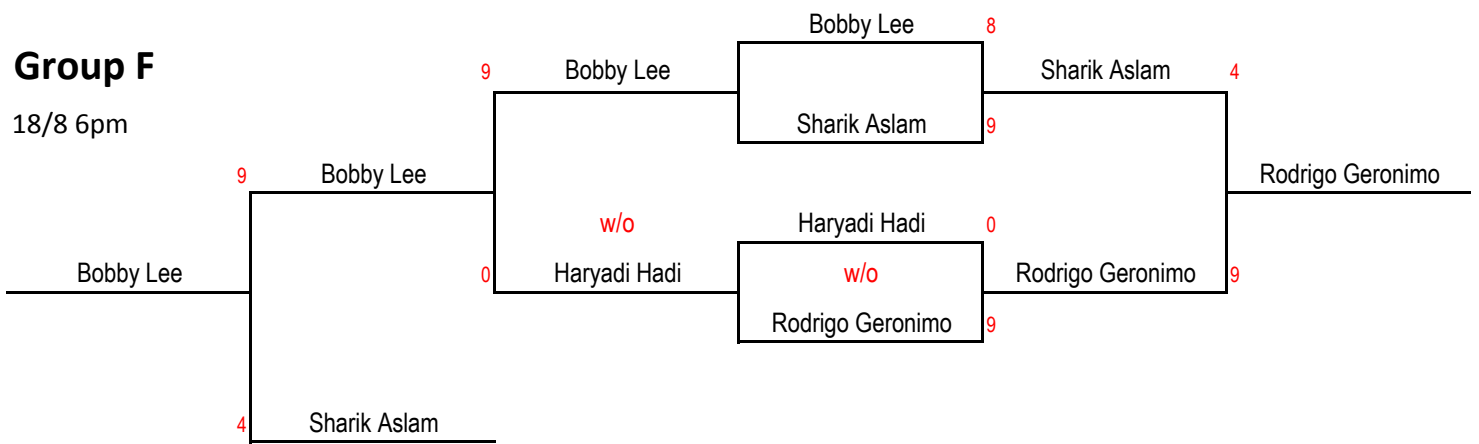 Bobby Lee 8
Group F
9 Bobby Lee Sharik Aslam 4
18/8 6pm
Sharik Aslam 9
9 Bobby Lee Rodrigo Geronimo
w/o Haryadi Hadi 0
Bobby Lee 0 Haryadi Hadi w/o Rodrigo Geronimo 9
Rodrigo Geronimo 9
4 Sharik Aslam